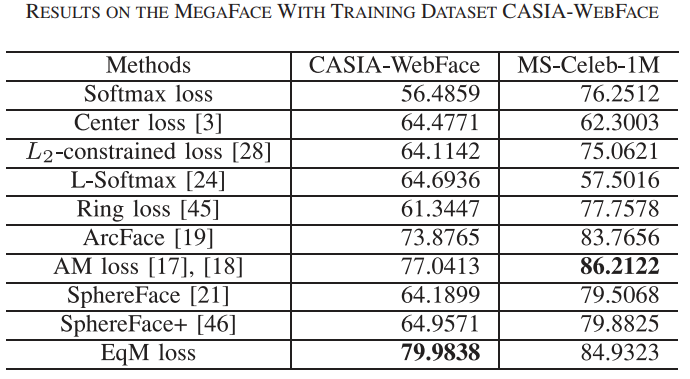 RESULTS ON THE MEGAFACE WITH TRAINING DATASET CASIA-WEBFACE
Methods CASIA-WebFace MS-Celeb-1M
Softmax loss 56.4859 76.2512
Center loss [3] 64.4771 62.3003
L2-constrained loss [28] 64.1142 75.0621
L-Softmax [24] 64.6936 57.5016
Ring loss [45] 61.3447 77.7578
ArcFace [19] 73.8765 83.7656
AM loss [17], [18] 77.0413 86.2122
SphereFace [21] 64.1899 79.5068
SphereFace+ [46] 64.9571 79.8825
EqM loss 79.9838 84.9323